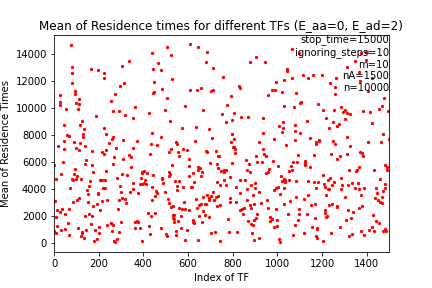 Mean of Residence times for different TFs (E_aa=0, E_ad=2)
stop_time=15000
ignoring_steps=10
m=10
nA=1500
n=10000
Mean of Residence Times
14000
12000
10000
8000
6000
4000
2000
0
0 200 400 600 800 1000 1200 1400
Index of TF